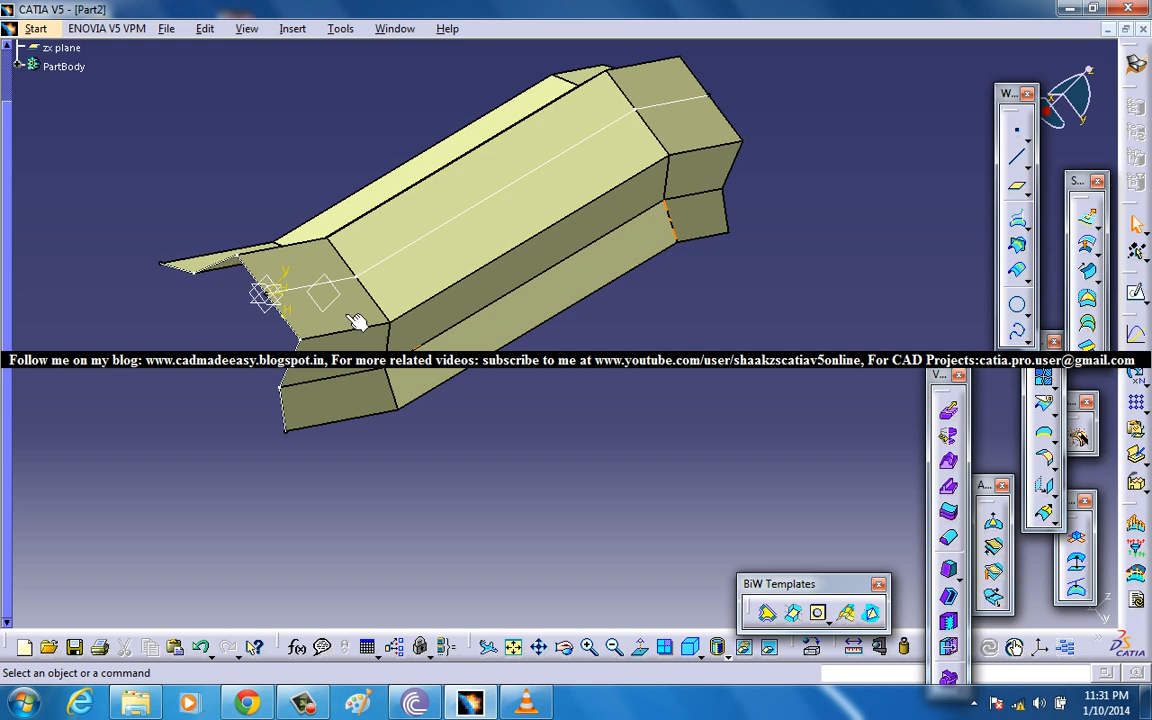 CATIA V5 - [Part2]
Start ENOVIA V5 VPM File Edit View Insert Tools Window Help
zx plane
PartBody
z
x
y
W...
S...
y
H
Follow me on my blog: www.cadmadeeasy.blogspot.in, For more related videos: subscribe to me at www.youtube.com/user/shaakzscatiav5online, For CAD Projects:catia.pro.user@gmail.com
V...
A...
BiW Templates
z
y
f(x)
CATIA
Select an object or a command
11:31 PM
1/10/2014